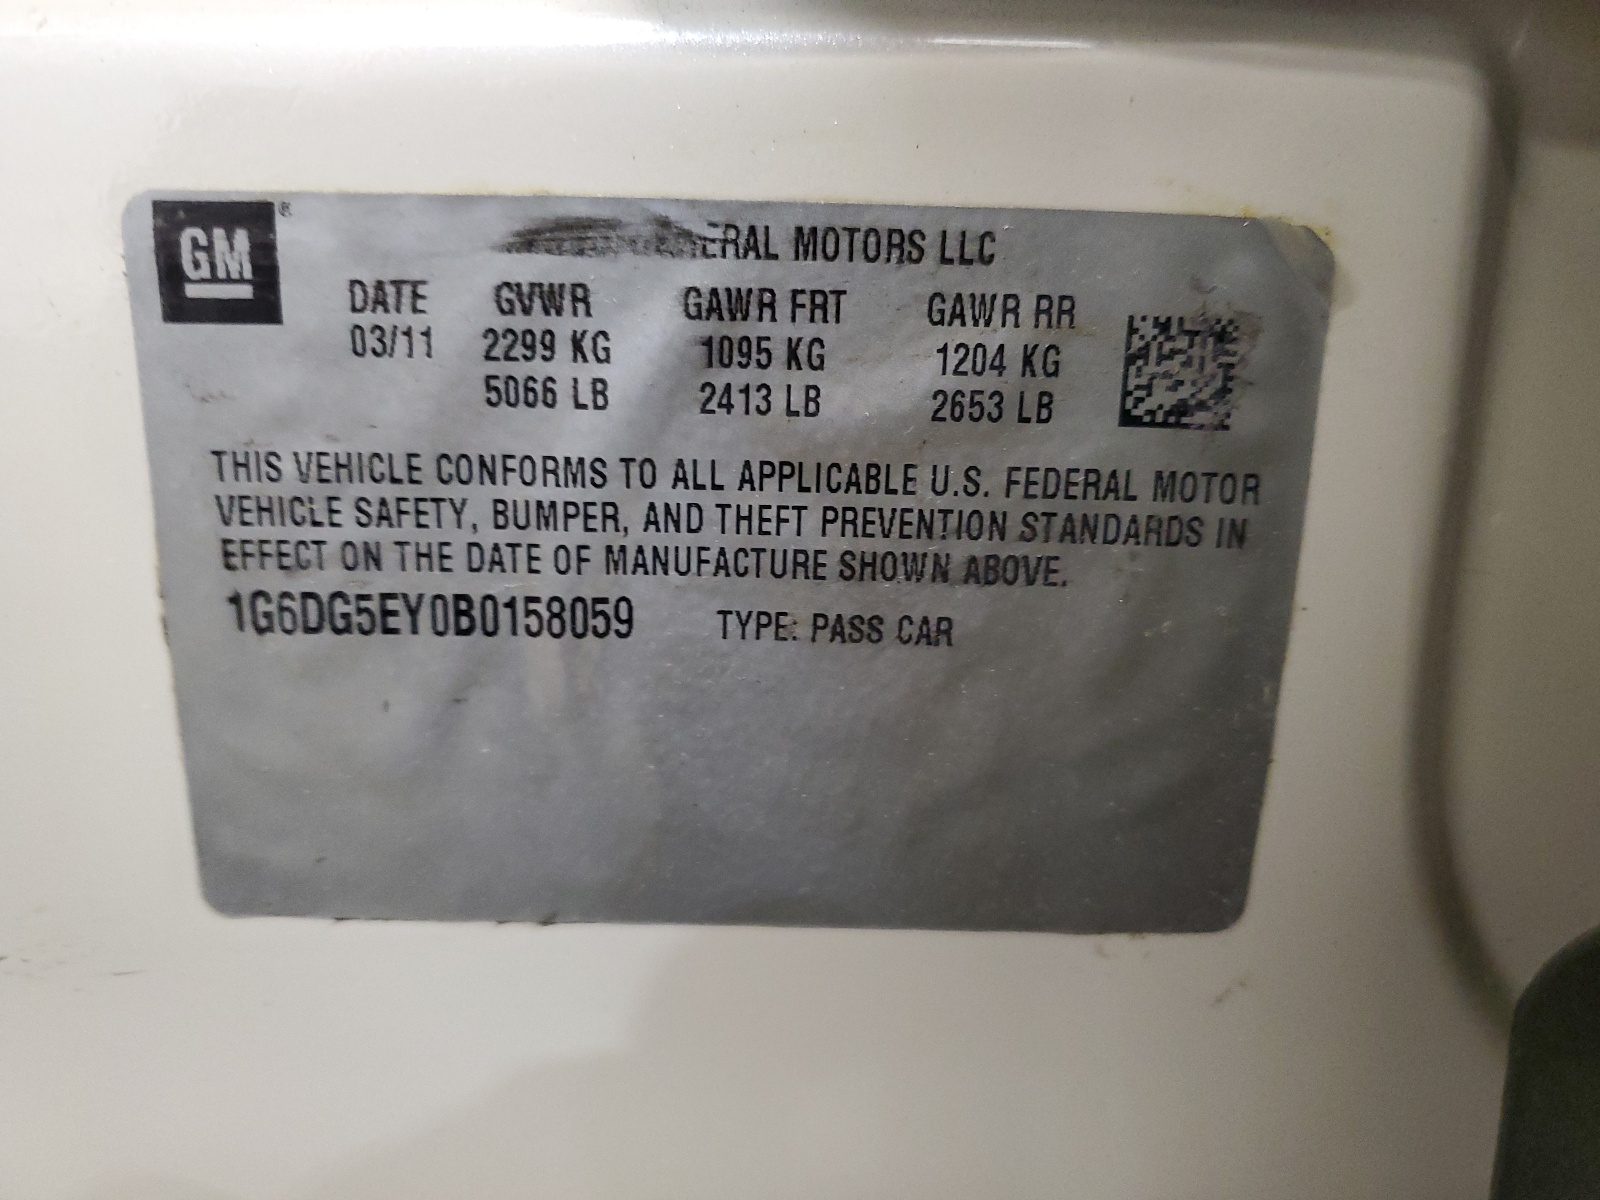 GM ®
ERAL MOTORS LLC
DATE GVWR GAWR FRT GAWR RR
03/11 2299 KG 1095 KG 1204 KG
5066 LB 2413 LB 2653 LB
THIS VEHICLE CONFORMS TO ALL APPLICABLE U.S. FEDERAL MOTOR
VEHICLE SAFETY, BUMPER, AND THEFT PREVENTION STANDARDS IN
EFFECT ON THE DATE OF MANUFACTURE SHOWN ABOVE.
1G6DG5EY0B0158059 TYPE: PASS CAR